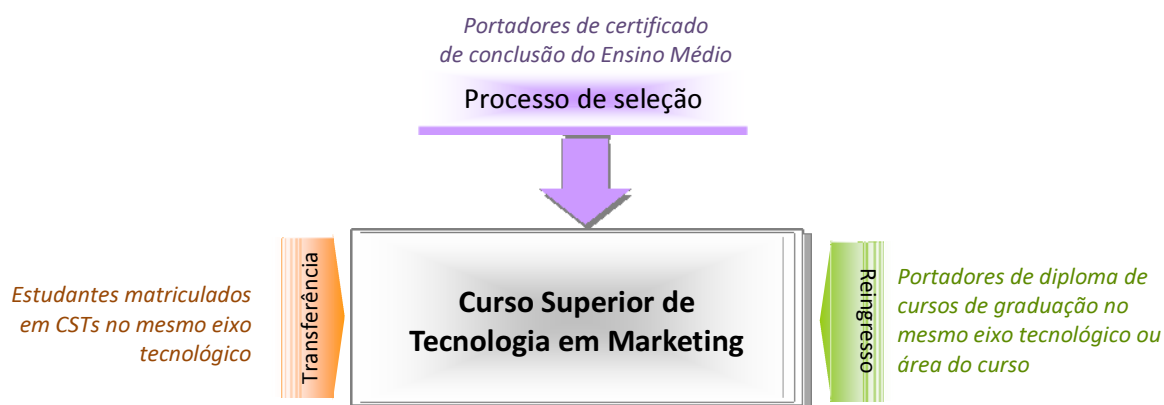 Portadores de certificado
de conclusão do Ensino Médio
Processo de seleção
Estudantes matriculados
em CSTs no mesmo eixo
tecnológico
Transferência
Curso Superior de
Tecnologia em Marketing
Reingresso
Portadores de diploma de
cursos de graduação no
mesmo eixo tecnológico ou
área do curso